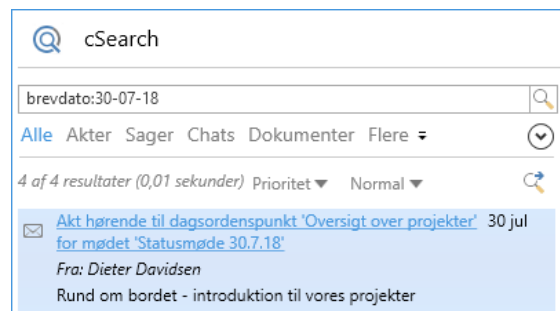 cSearch
brevdato:30-07-18
Alle Akter Sager Chats Dokumenter Flere
4 af 4 resultater (0,01 sekunder) Prioritet Normal
Akt hørende til dagsordenspunkt 'Oversigt over projekter' 30 jul
for mødet 'Statusmøde 30.7.18'
Fra: Dieter Davidsen
Rund om bordet - introduktion til vores projekter